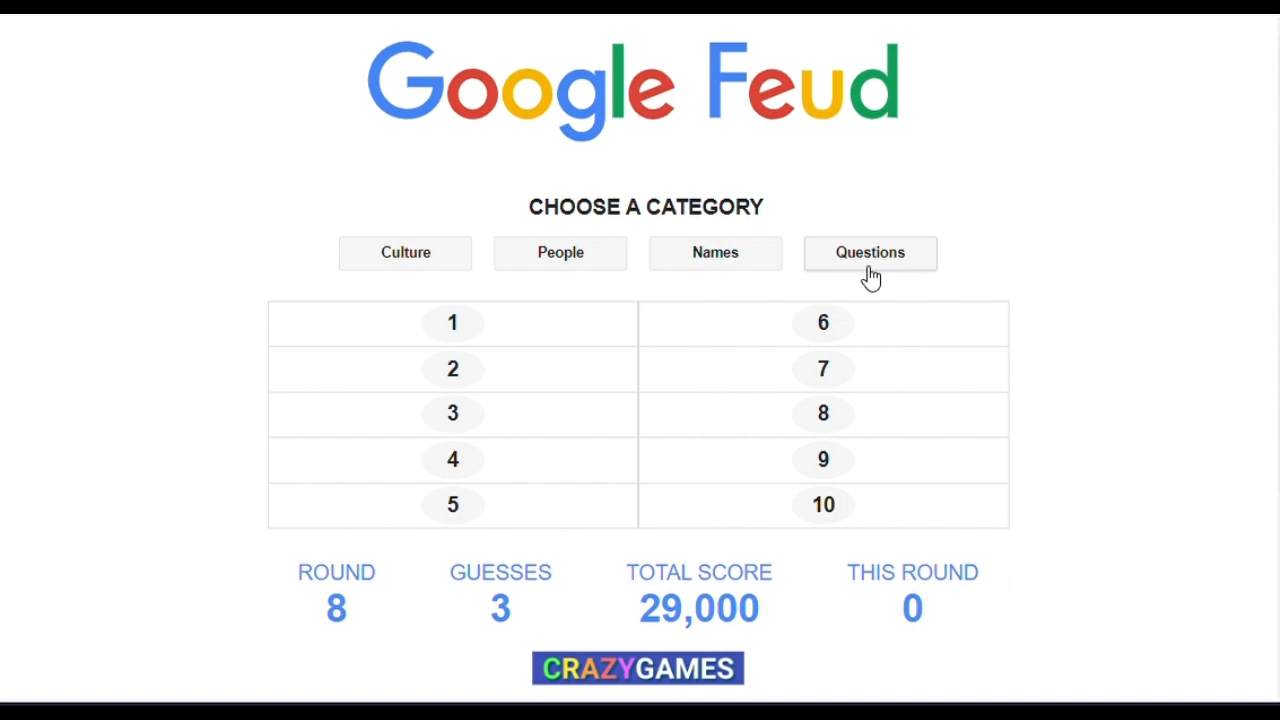 Google Feud
CHOOSE A CATEGORY
Culture People Names Questions
1 6
2 7
3 8
4 9
5 10
ROUND GUESSES TOTAL SCORE THIS ROUND
8 3 29,000 0
CRAZYGAMES